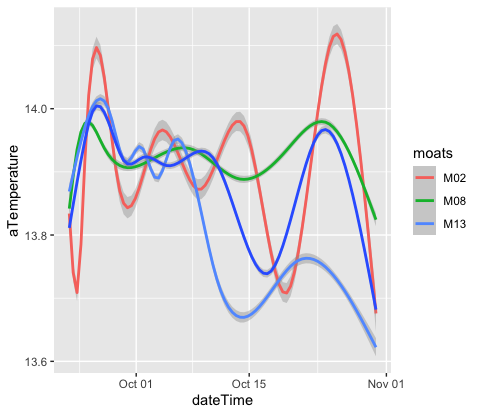 14.0
13.8
13.6
aTemperature
Oct 01
Oct 15
Nov 01
dateTime
moats
M02
M08
M13